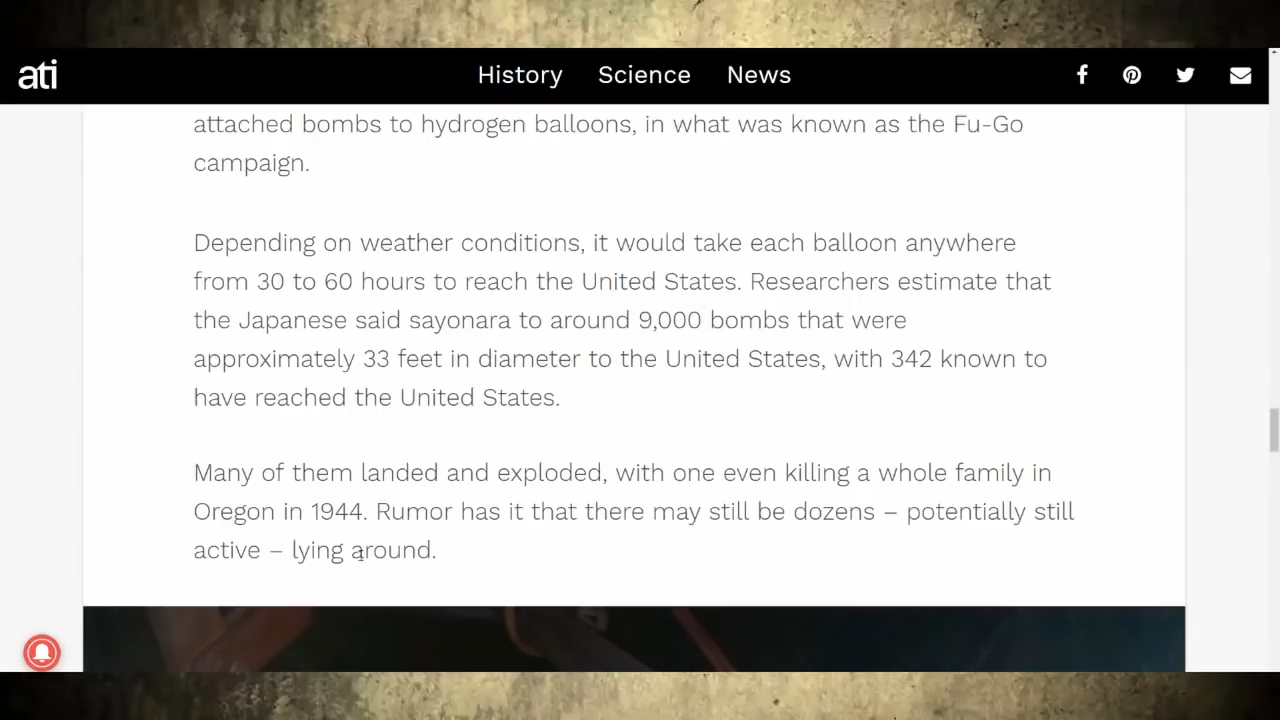 ati
History Science News
attached bombs to hydrogen balloons, in what was known as the Fu-Go
campaign.
Depending on weather conditions, it would take each balloon anywhere
from 30 to 60 hours to reach the United States. Researchers estimate that
the Japanese said sayonara to around 9,000 bombs that were
approximately 33 feet in diameter to the United States, with 342 known to
have reached the United States.
Many of them landed and exploded, with one even killing a whole family in
Oregon in 1944. Rumor has it that there may still be dozens – potentially still
active – lying around.